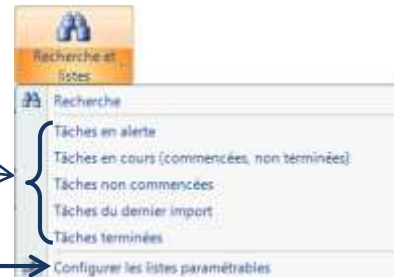 Recherche et
listes
Recherche
Tâches en alerte
Tâches en cours (commencées, non terminées)
Tâches non commencées
Tâches du dernier import
Tâches terminées
Configurer les listes paramétrables